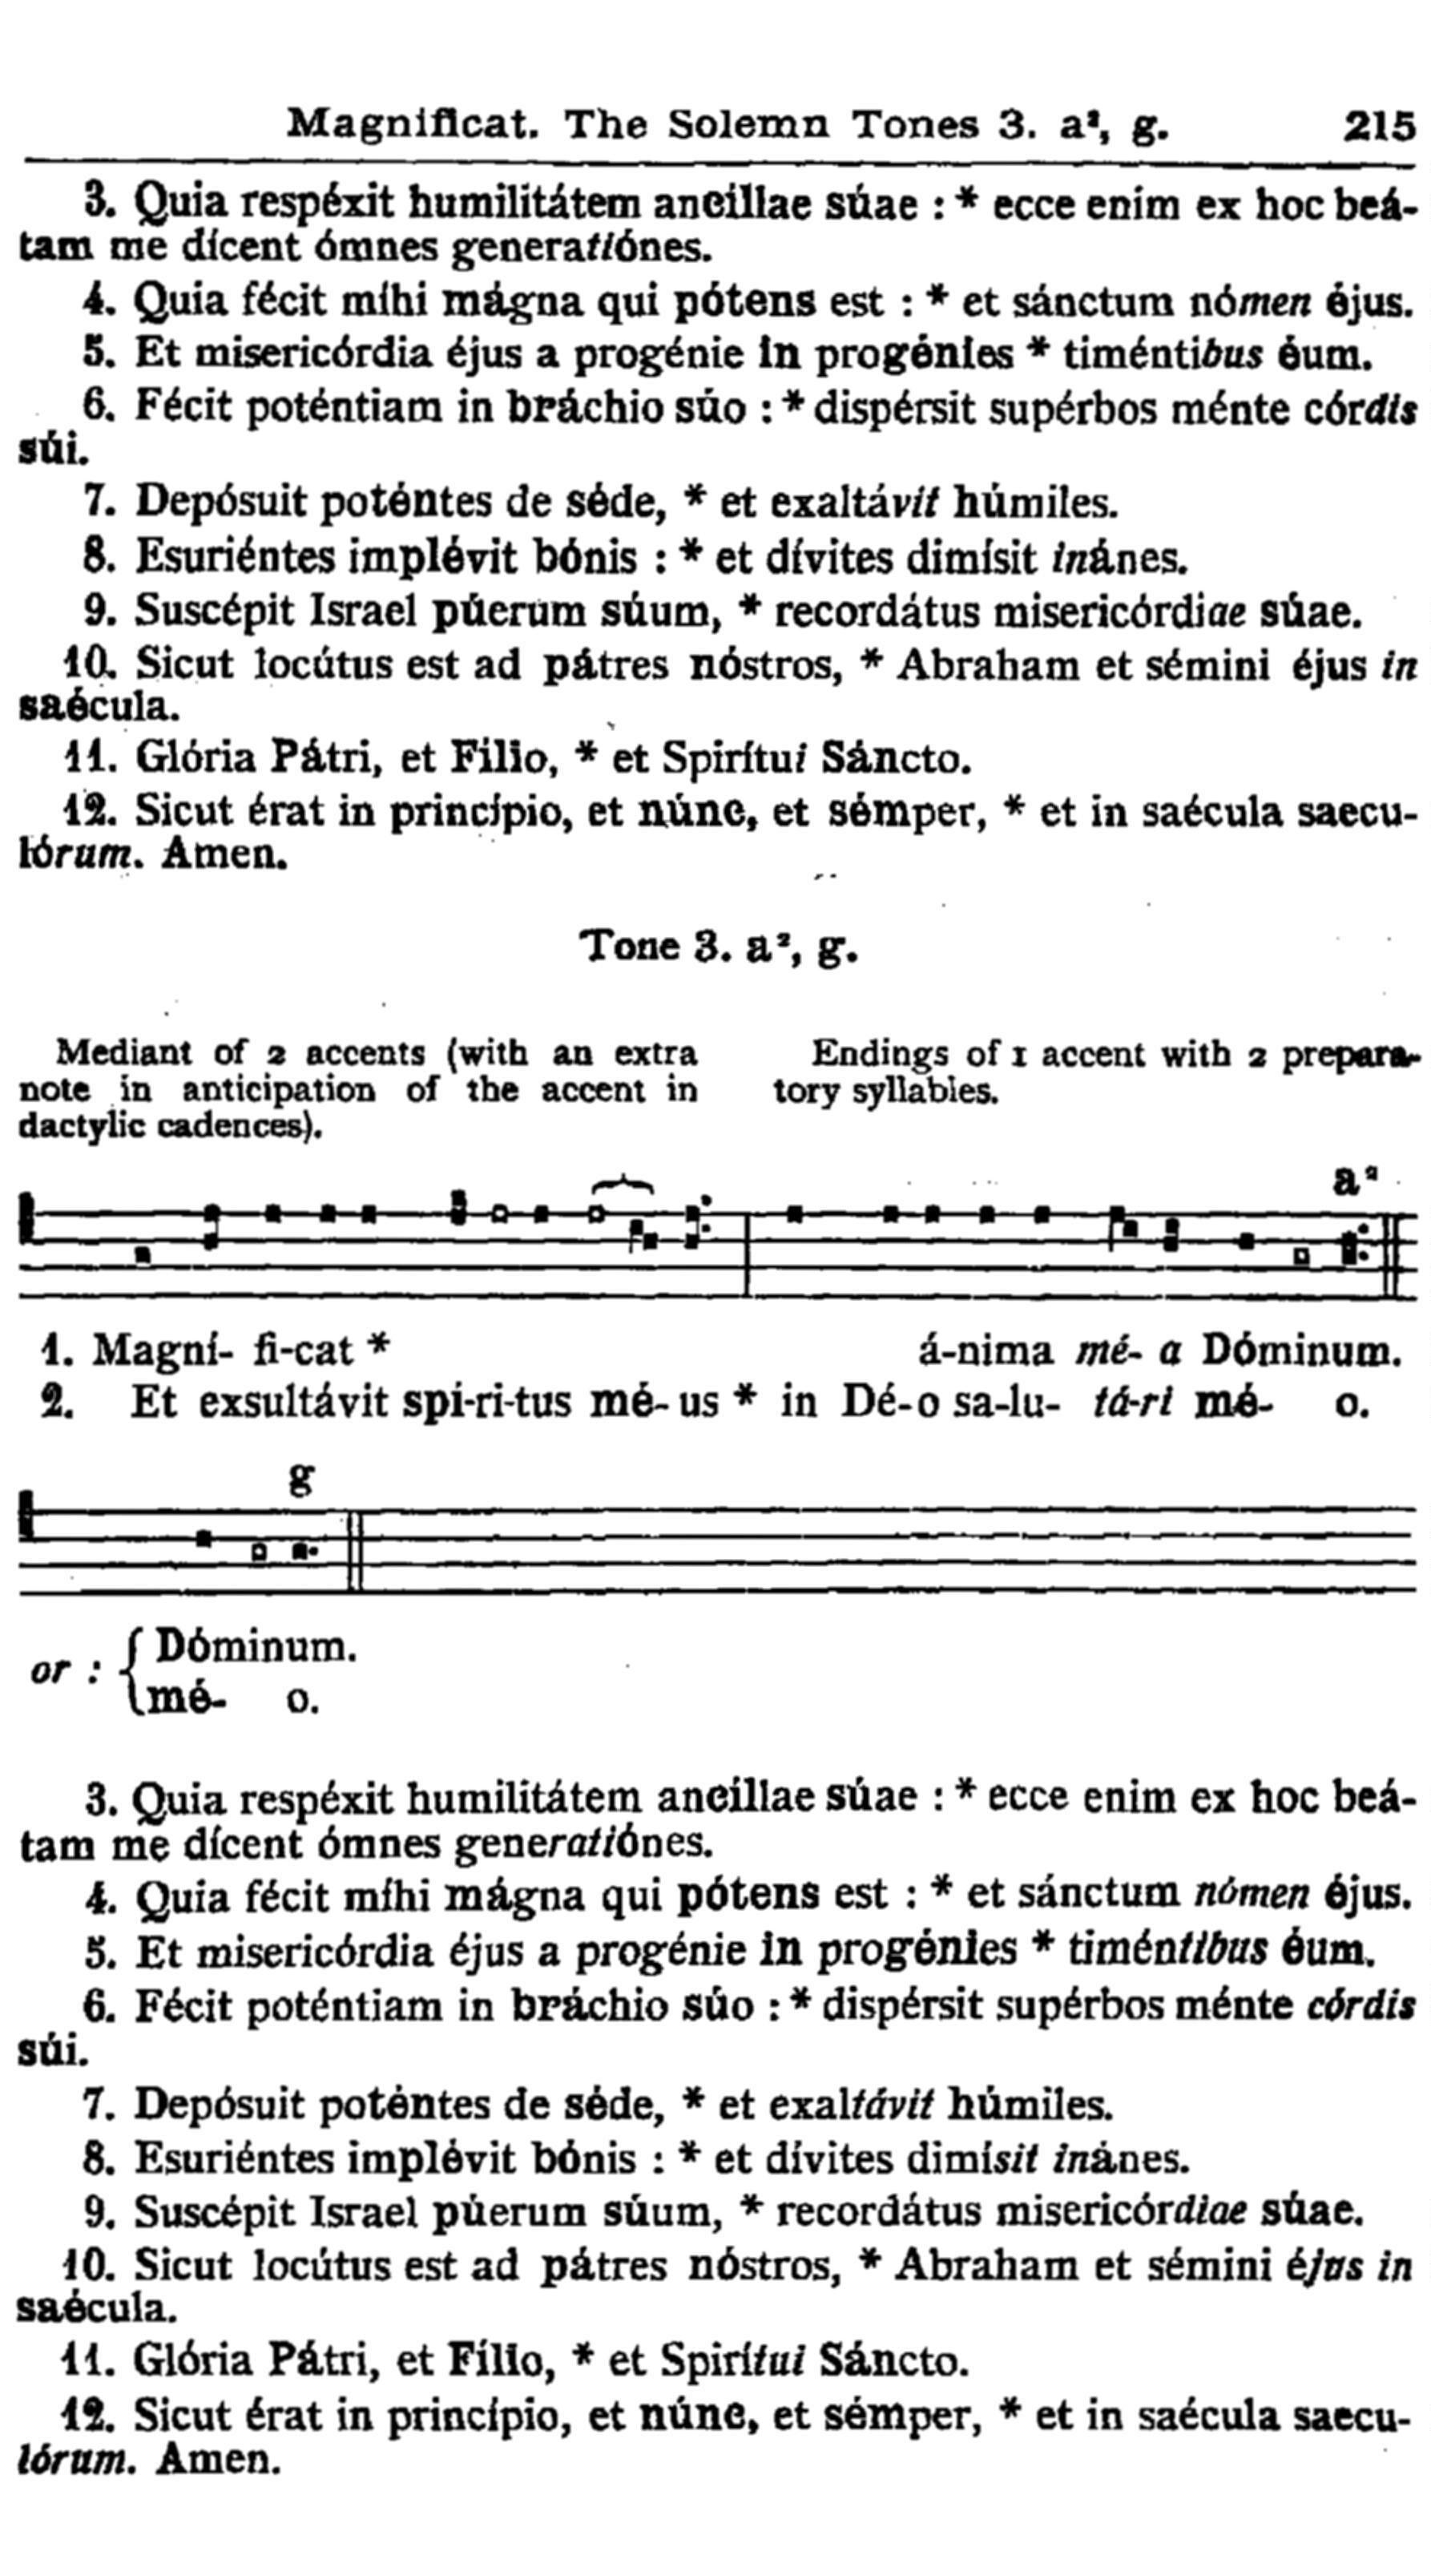 Magnificat. The Solemn Tones 3. a², g. 215
3. Quia respéxit humilitátem ancíllae súae : * ecce enim ex hoc beá-
tam me dícent ómnes generatiónes.
4. Quia fécit míhi mágna qui pótens est : * et sánctum nómen éjus.
5. Et misericórdia éjus a progénie in progénies * timéntibus éum.
6. Fécit poténtiam in bráchio súo : * dispérsit supérbos ménte córdis
súi.
7. Depósuit poténtes de séde, * et exaltávit húmiles.
8. Esuriéntes implévit bónis : * et dívites dimísit inánes.
9. Suscépit Israel púerum súum, * recordátus misericórdiae súae.
10. Sicut locútus est ad pátres nóstros, * Abraham et sémini éjus in
saécula.
11. Glória Pátri, et Fílio, * et Spirítui Sáncto.
12. Sicut érat in princípio, et núnc, et sémper, * et in saécula saecu-
lórum. Amen.
Tone 3. a², g.
Mediant of 2 accents (with an extra
note in anticipation of the accent in
dactylic cadences).
Endings of 1 accent with 2 prepara-
tory syllables.
a²
1. Magní- fi-cat * á-nima mé- a Dóminum.
2. Et exsultávit spí-ri-tus mé- us * in Dé-o sa-lu- tá-ri mé- o.
g
or : { Dóminum.
mé- o.
3. Quia respéxit humilitátem ancíllae súae : * ecce enim ex hoc beá-
tam me dícent ómnes generatiónes.
4. Quia fécit míhi mágna qui pótens est : * et sánctum nómen éjus.
5. Et misericórdia éjus a progénie in progénies * timéntibus éum.
6. Fécit poténtiam in bráchio súo : * dispérsit supérbos ménte córdis
súi.
7. Depósuit poténtes de séde, * et exaltávit húmiles.
8. Esuriéntes implévit bónis : * et dívites dimísit inánes.
9. Suscépit Israel púerum súum, * recordátus misericórdiae súae.
10. Sicut locútus est ad pátres nóstros, * Abraham et sémini éjus in
saécula.
11. Glória Pátri, et Fílio, * et Spirítui Sáncto.
12. Sicut érat in princípio, et núnc, et sémper, * et in saécula saecu-
lórum. Amen.